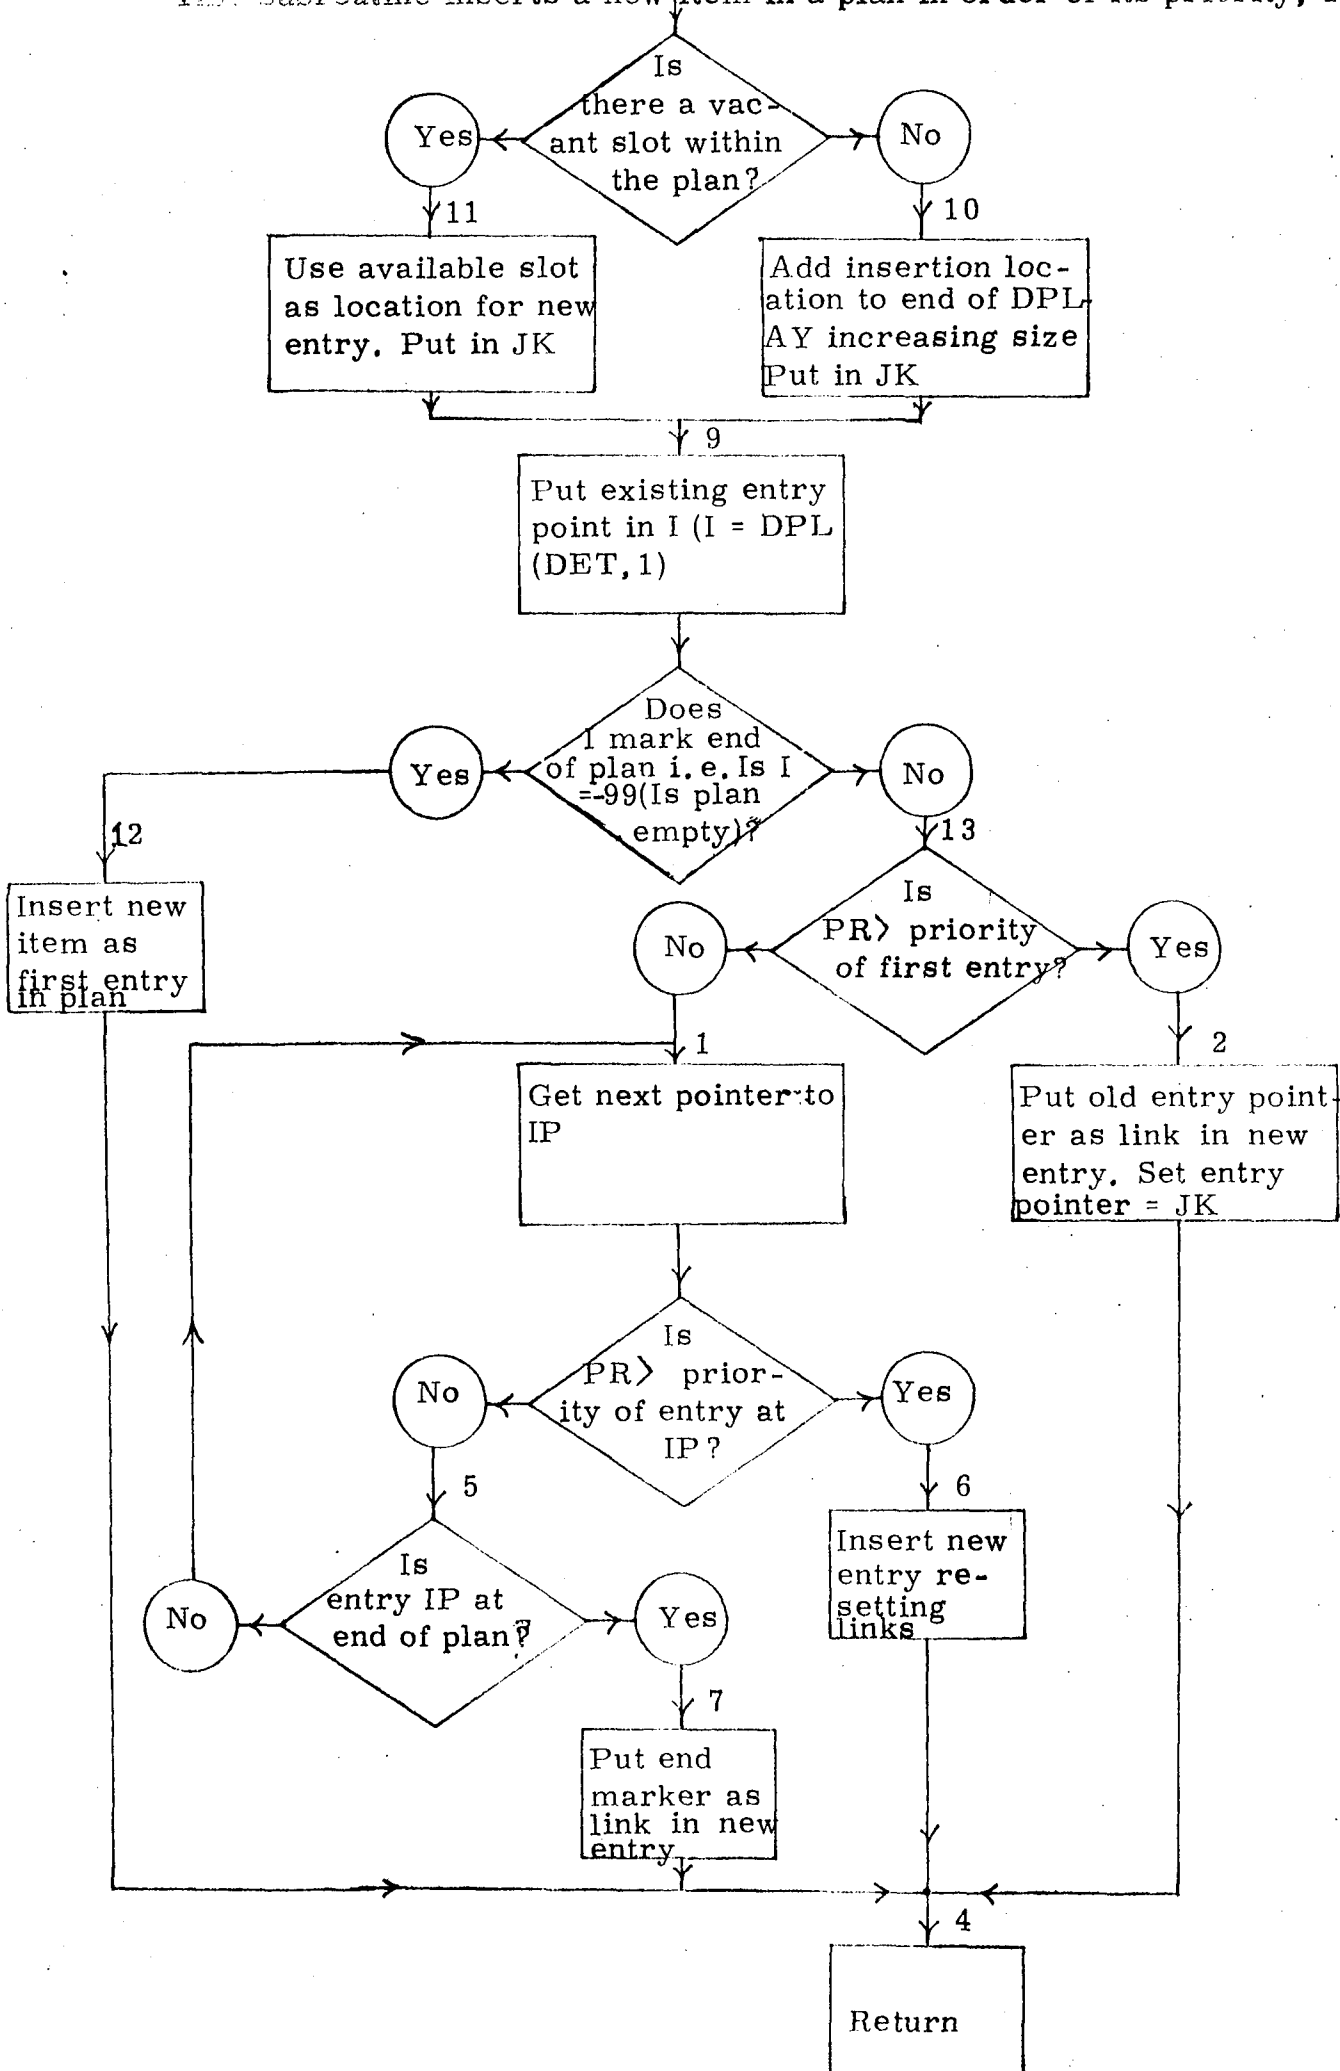 subroutine inserts a new item in a plan in order of its priority,
Is
there a vac-
ant slot within
the plan?
Yes
No
11
10
Use available slot
as location for new
entry. Put in JK
Add insertion loc-
ation to end of DPL
AY increasing size
Put in JK
9
Put existing entry
point in I (I = DPL
(DET, 1)
Does
I mark end
of plan i.e. Is I
=-99(Is plan
empty)?
Yes
No
12
13
Insert new
item as
first entry
in plan
Is
PR> priority
of first entry?
No
Yes
1
2
Get next pointer to
IP
Put old entry point-
er as link in new
entry. Set entry
pointer = JK
Is
PR> prior-
ity of entry at
IP?
No
Yes
5
6
Is
entry IP at
end of plan?
No
Yes
Insert new
entry re-
setting
links
7
Put end
marker as
link in new
entry
4
Return